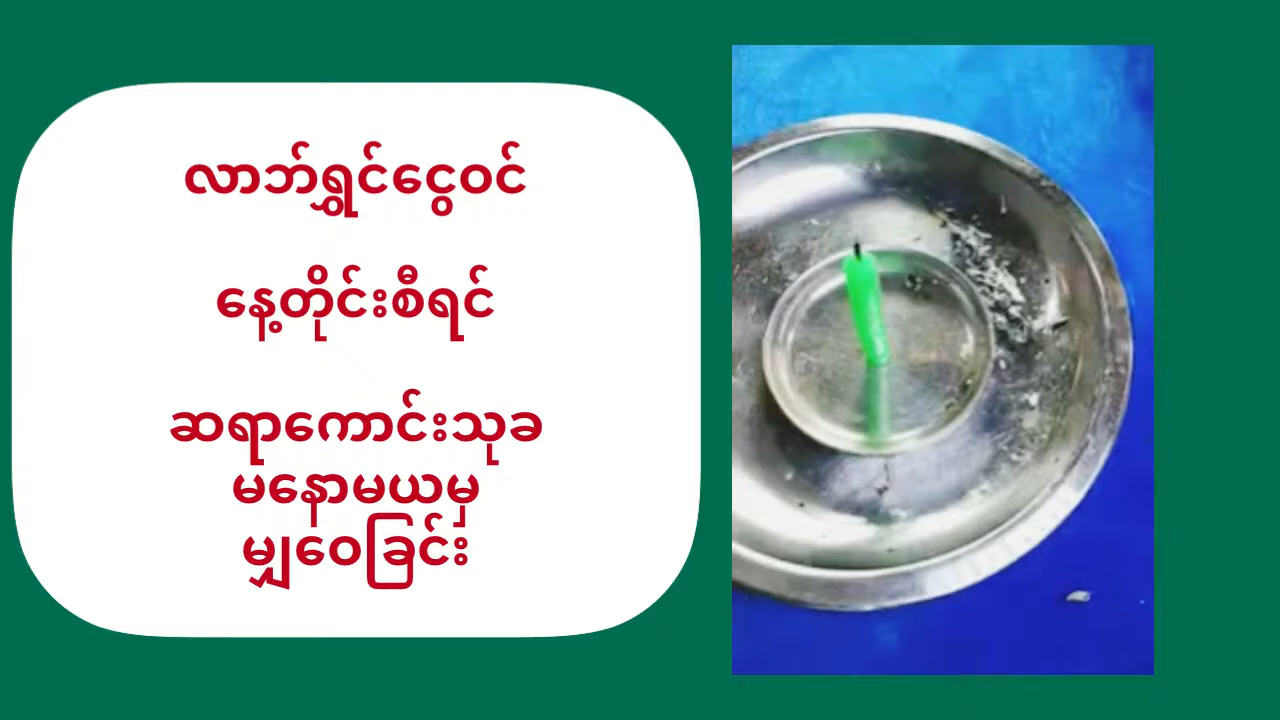 လာဘ်ရွှင်ငွေဝင်
နေ့တိုင်းစီရင်
ဆရာကောင်းသုခ
မနောမယမှ
မျှဝေခြင်း